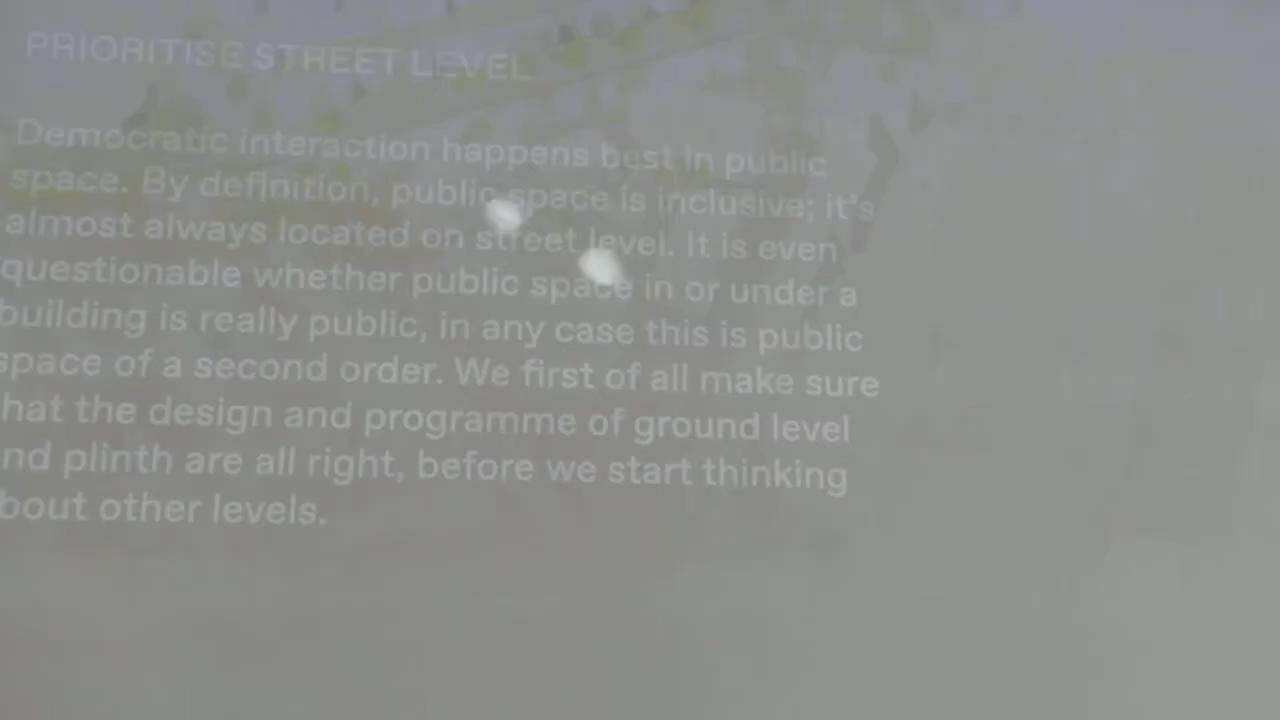 PRIORITISE STREET LEVEL
Democratic interaction happens best in public
space. By definition, public space is inclusive; it's
almost always located on street level. It is even
questionable whether public space in or under a
building is really public, in any case this is public
space of a second order. We first of all make sure
hat the design and programme of ground level
nd plinth are all right, before we start thinking
bout other levels.